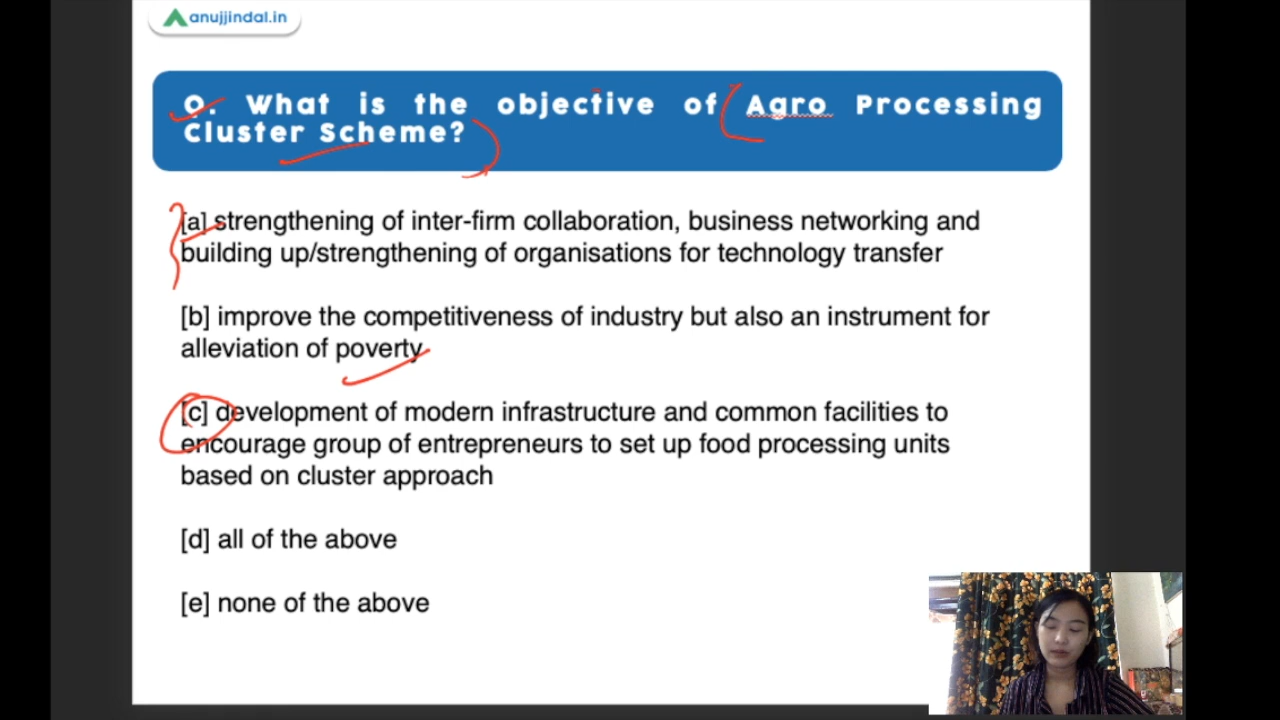 anujjindal.in
Q. What is the objective of Agro Processing
Cluster Scheme?
[a] strengthening of inter-firm collaboration, business networking and
building up/strengthening of organisations for technology transfer
[b] improve the competitiveness of industry but also an instrument for
alleviation of poverty
[c] development of modern infrastructure and common facilities to
encourage group of entrepreneurs to set up food processing units
based on cluster approach
[d] all of the above
[e] none of the above